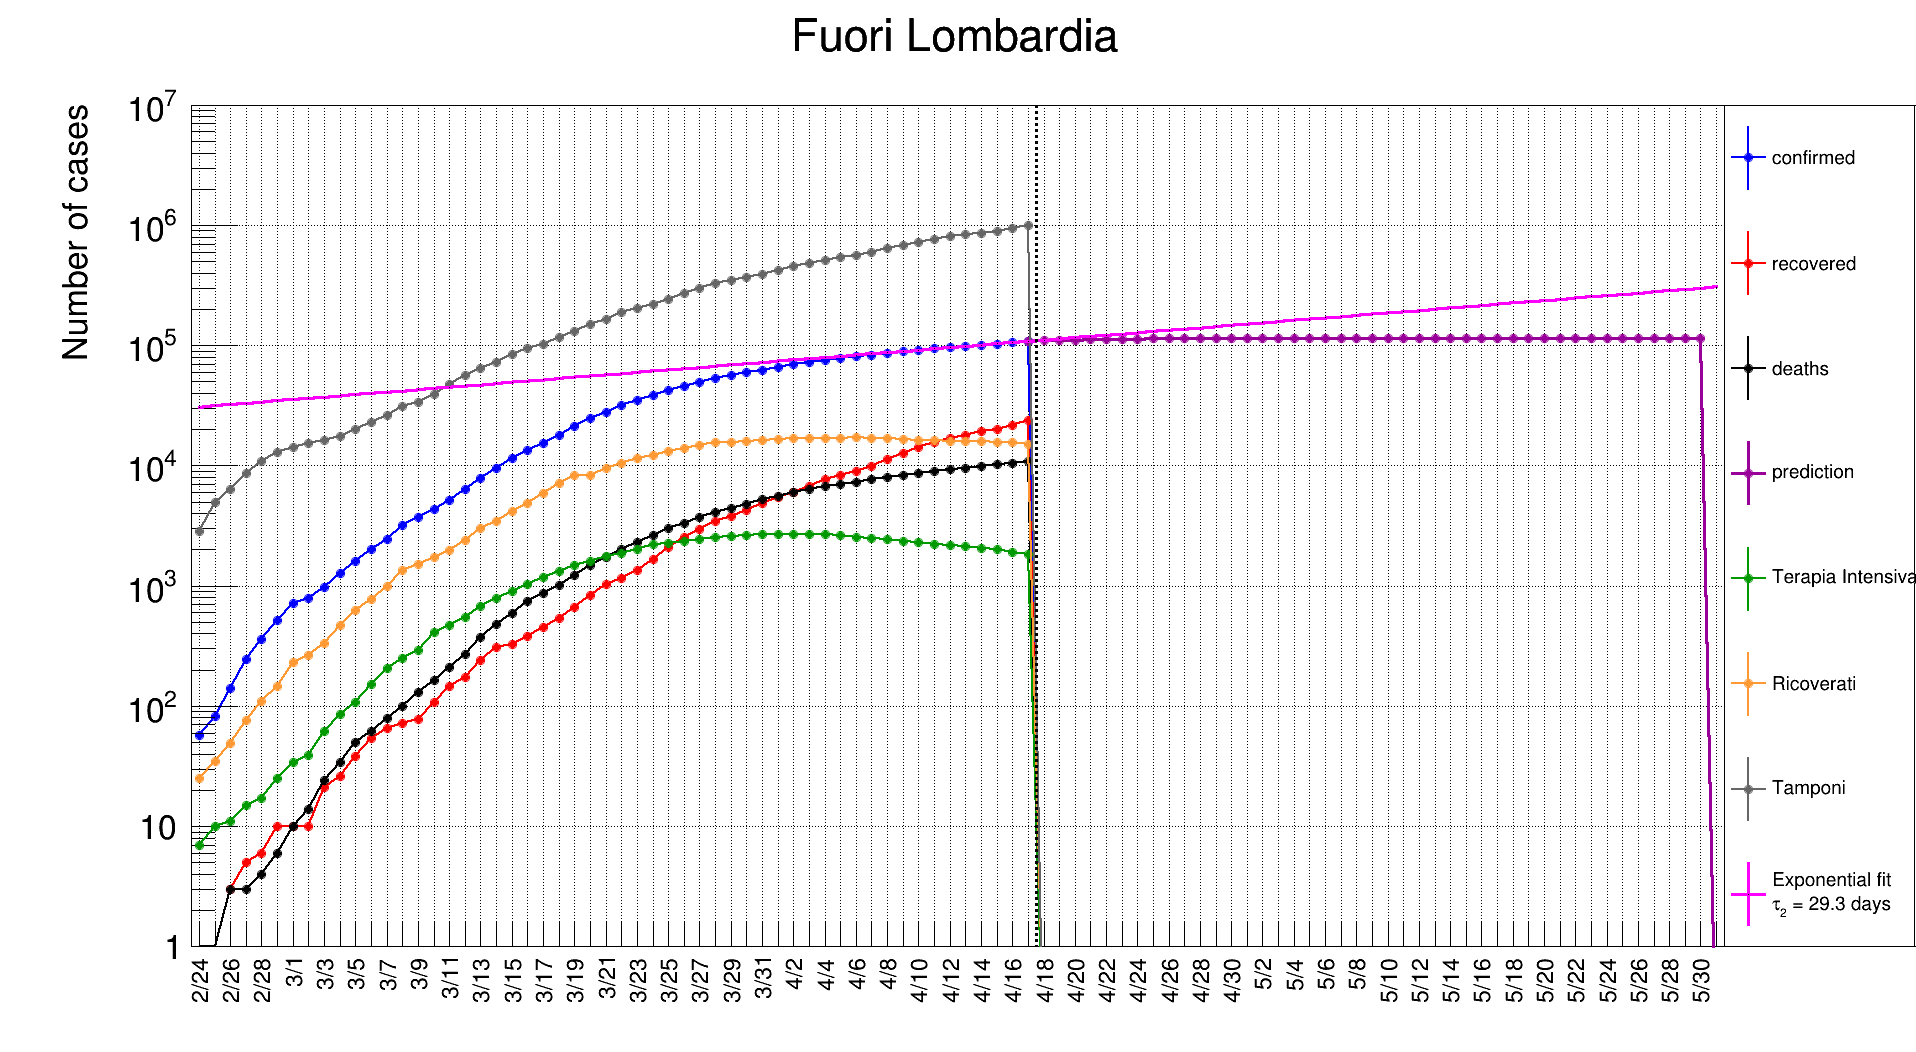 Fuori Lombardia
Number of cases
10^7
10^6
10^5
10^4
10^3
10^2
10
1
2/24 2/26 2/28 3/1 3/3 3/5 3/7 3/9 3/11 3/13 3/15 3/17 3/19 3/21 3/23 3/25 3/27 3/29 3/31 4/2 4/4 4/6 4/8 4/10 4/12 4/14 4/16 4/18 4/20 4/22 4/24 4/26 4/28 4/30 5/2 5/4 5/6 5/8 5/10 5/12 5/14 5/16 5/18 5/20 5/22 5/24 5/26 5/28 5/30
confirmed
recovered
deaths
prediction
Terapia Intensiva
Ricoverati
Tamponi
Exponential fit
τ_2 = 29.3 days